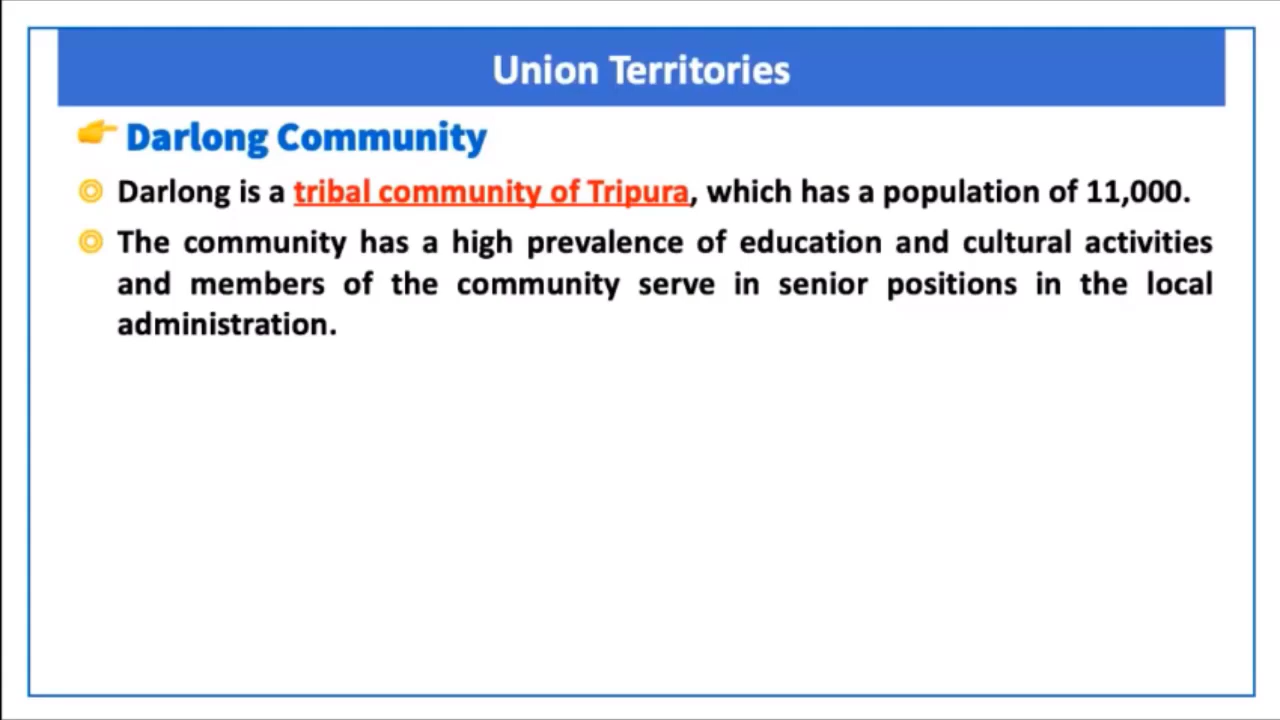 Union Territories
Darlong Community
Darlong is a tribal community of Tripura, which has a population of 11,000.
The community has a high prevalence of education and cultural activities
and members of the community serve in senior positions in the local
administration.